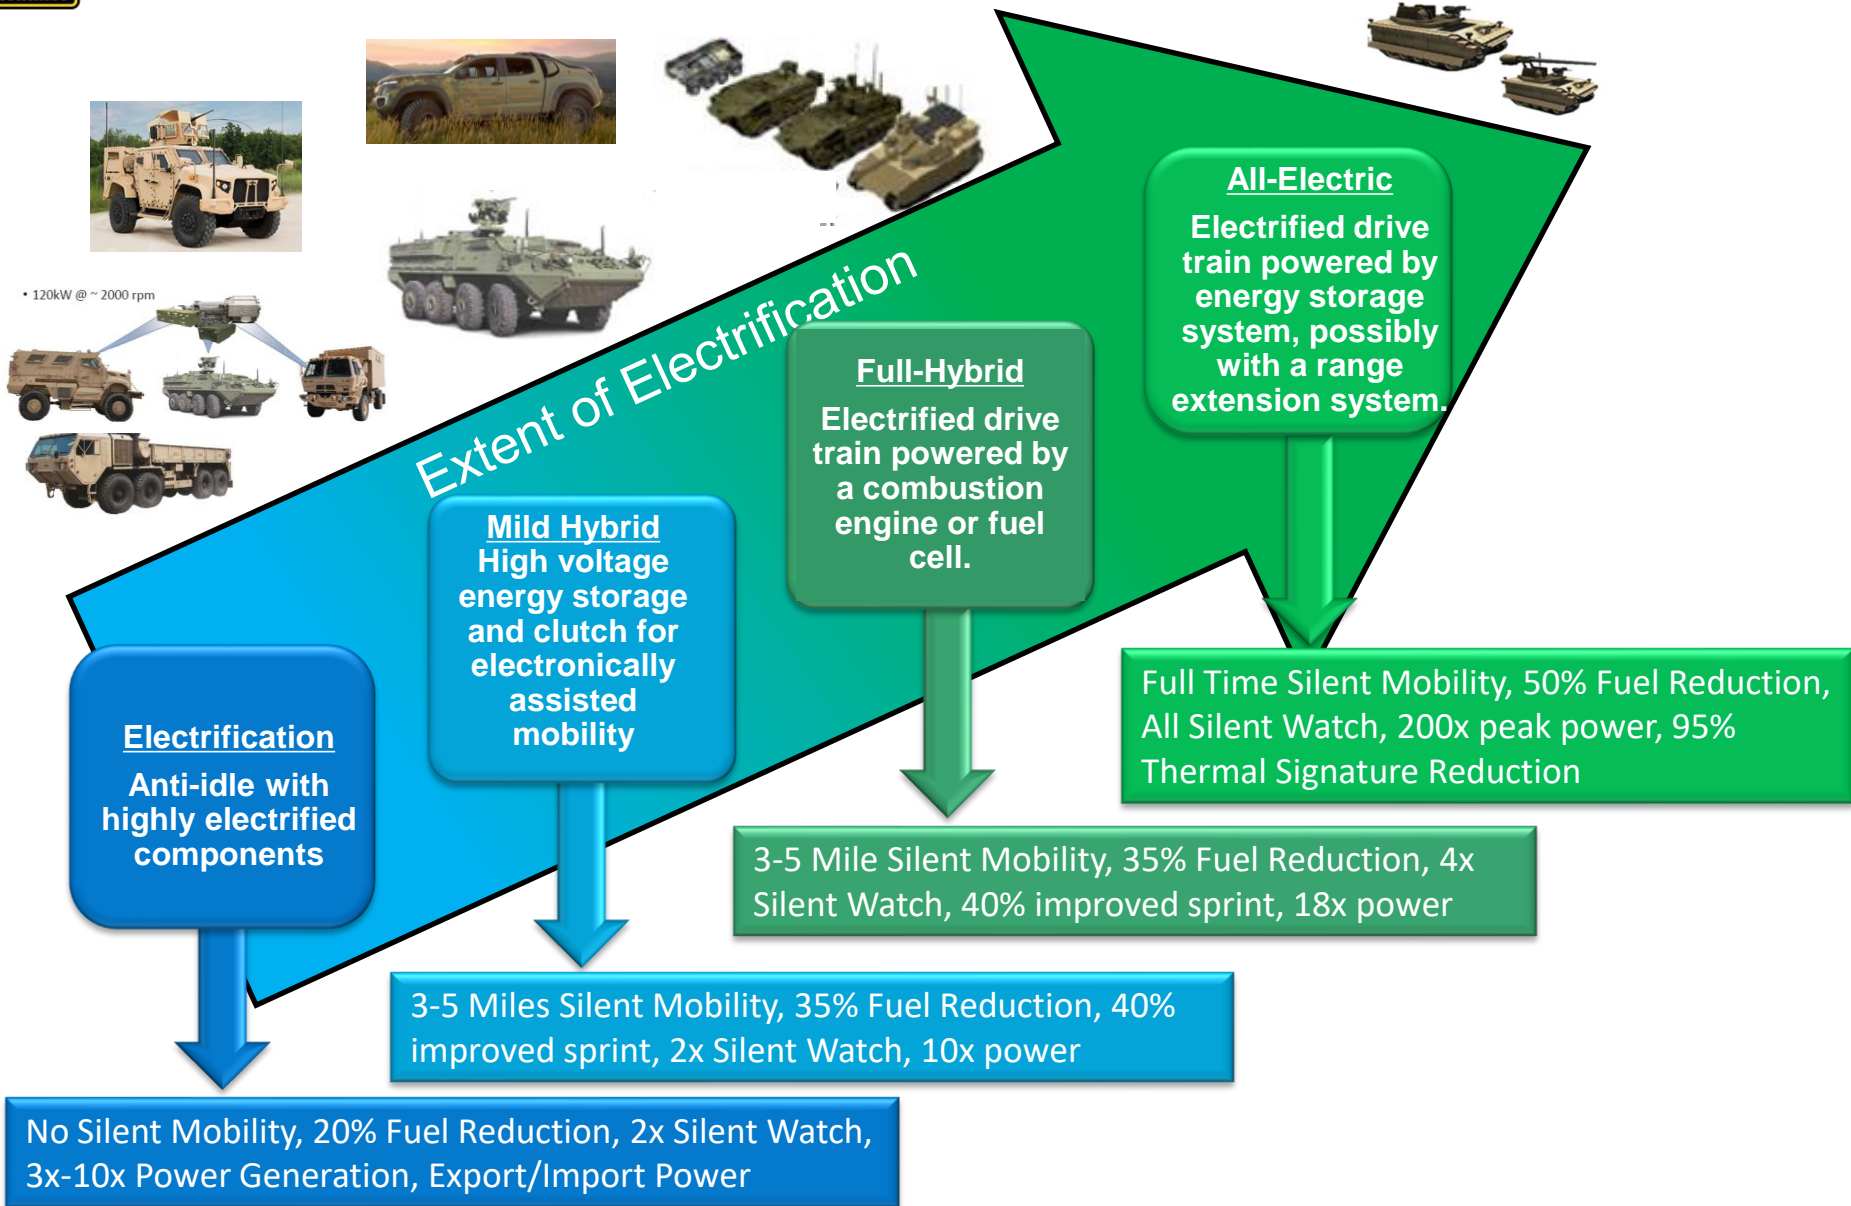 • 120kW @ ~ 2000 rpm
Extent of Electrification
All-Electric
Electrified drive
train powered by
energy storage
system, possibly
with a range
extension system.
Full-Hybrid
Electrified drive
train powered by
a combustion
engine or fuel
cell.
Mild Hybrid
High voltage
energy storage
and clutch for
electronically
assisted
mobility
Electrification
Anti-idle with
highly electrified
components
Full Time Silent Mobility, 50% Fuel Reduction,
All Silent Watch, 200x peak power, 95%
Thermal Signature Reduction
3-5 Mile Silent Mobility, 35% Fuel Reduction, 4x
Silent Watch, 40% improved sprint, 18x power
3-5 Miles Silent Mobility, 35% Fuel Reduction, 40%
improved sprint, 2x Silent Watch, 10x power
No Silent Mobility, 20% Fuel Reduction, 2x Silent Watch,
3x-10x Power Generation, Export/Import Power